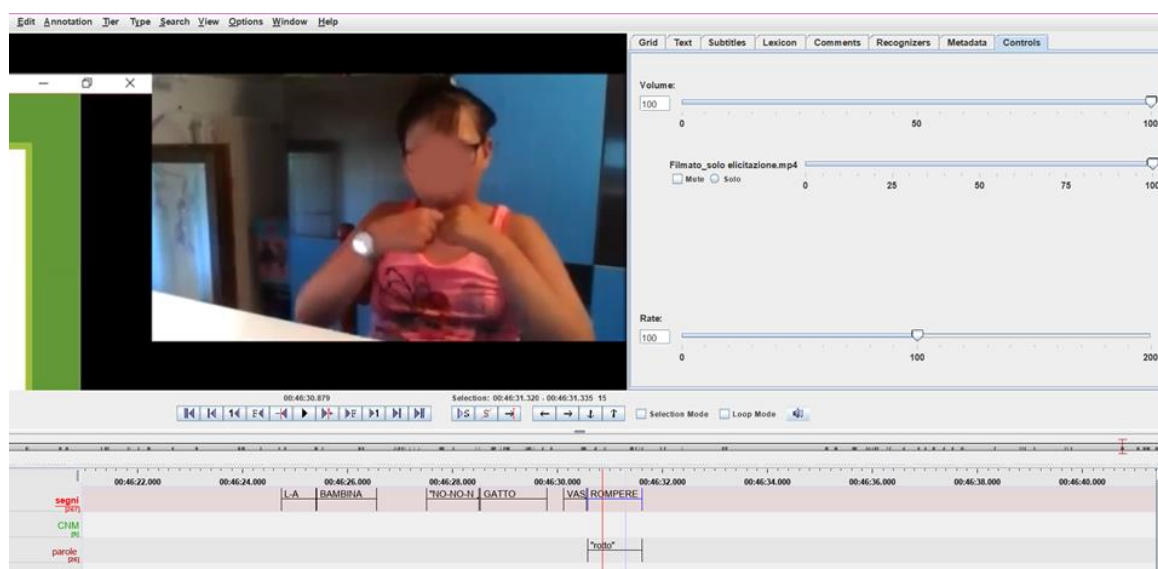 Edit Annotation Tier Type Search View Options Window Help
Grid Text Subtitles Lexicon Comments Recognizers Metadata Controls
Volume:
100
0 50 100
Filmato_solo elicitazione.mp4
Mute Solo
0 25 50 75 100
Rate:
100
0 100 200
00:46:30.879 Selection: 00:46:31.320 - 00:46:31.335 15
Selection Mode Loop Mode
00:46:22.000 00:46:24.000 00:46:26.000 00:46:28.000 00:46:30.000 00:46:32.000 00:46:34.000 00:46:36.000 00:46:38.000 00:46:40.000
segni L-A BAMBINA "NO-NO-N GATTO VAS ROMPERE
CNM
parole "rotto"